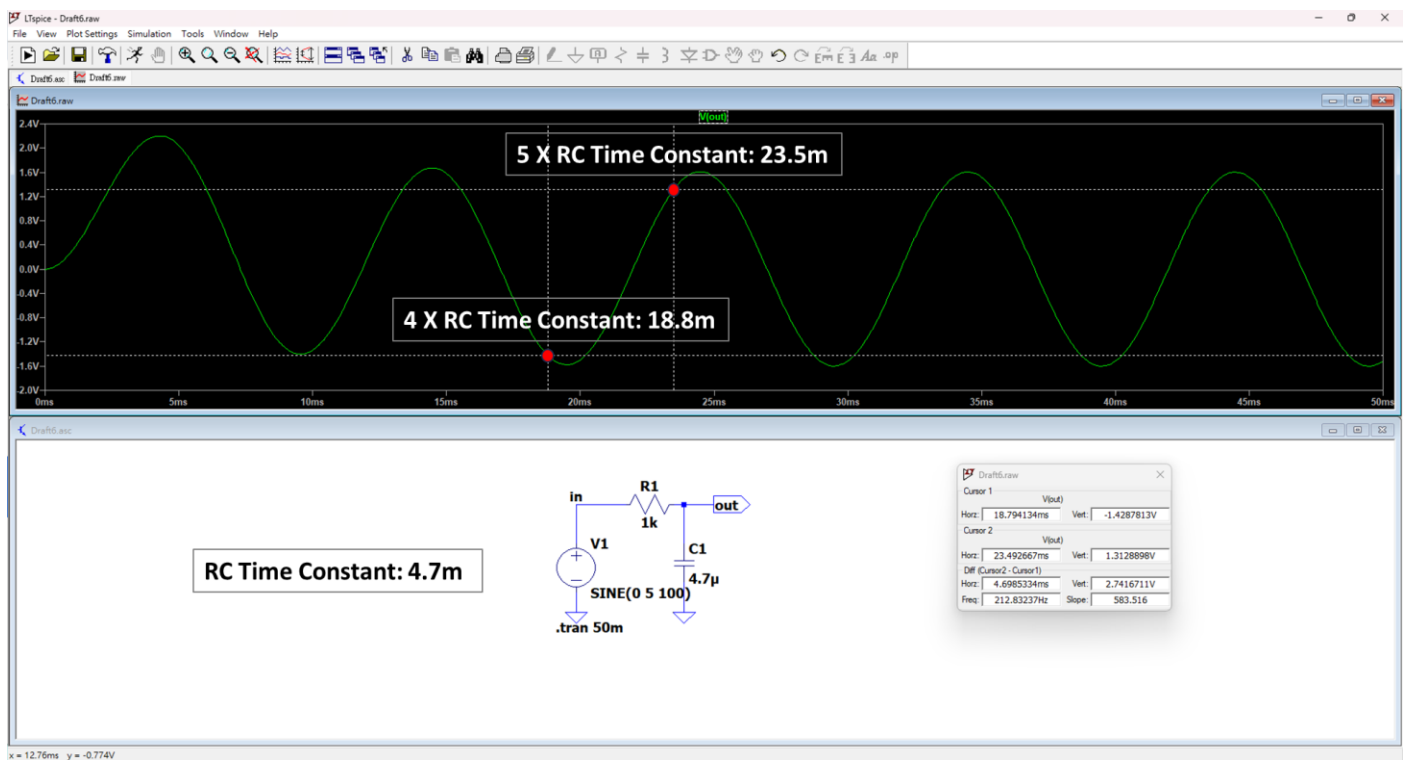 LTspice - Draft6.raw
File View Plot Settings Simulation Tools Window Help
Draft6.asc Draft6.raw
Draft6.raw
V(out)
2.4V
2.0V
1.6V
1.2V
0.8V
0.4V
0.0V
-0.4V
-0.8V
-1.2V
-1.6V
-2.0V
5 X RC Time Constant: 23.5m
4 X RC Time Constant: 18.8m
0ms 5ms 10ms 15ms 20ms 25ms 30ms 35ms 40ms 45ms 50ms
Draft6.asc
RC Time Constant: 4.7m
in
R1
1k
out
V1
C1
4.7µ
SINE(0 5 100)
.tran 50m
Draft6.raw
Cursor 1
V(out)
Horz: 18.794134ms Vert: -1.4287813V
Cursor 2
V(out)
Horz: 23.492667ms Vert: 1.3128898V
Diff (Cursor2 - Cursor1)
Horz: 4.6985334ms Vert: 2.7416711V
Freq: 212.83237Hz Slope: 583.516
x = 12.76ms y = -0.774V